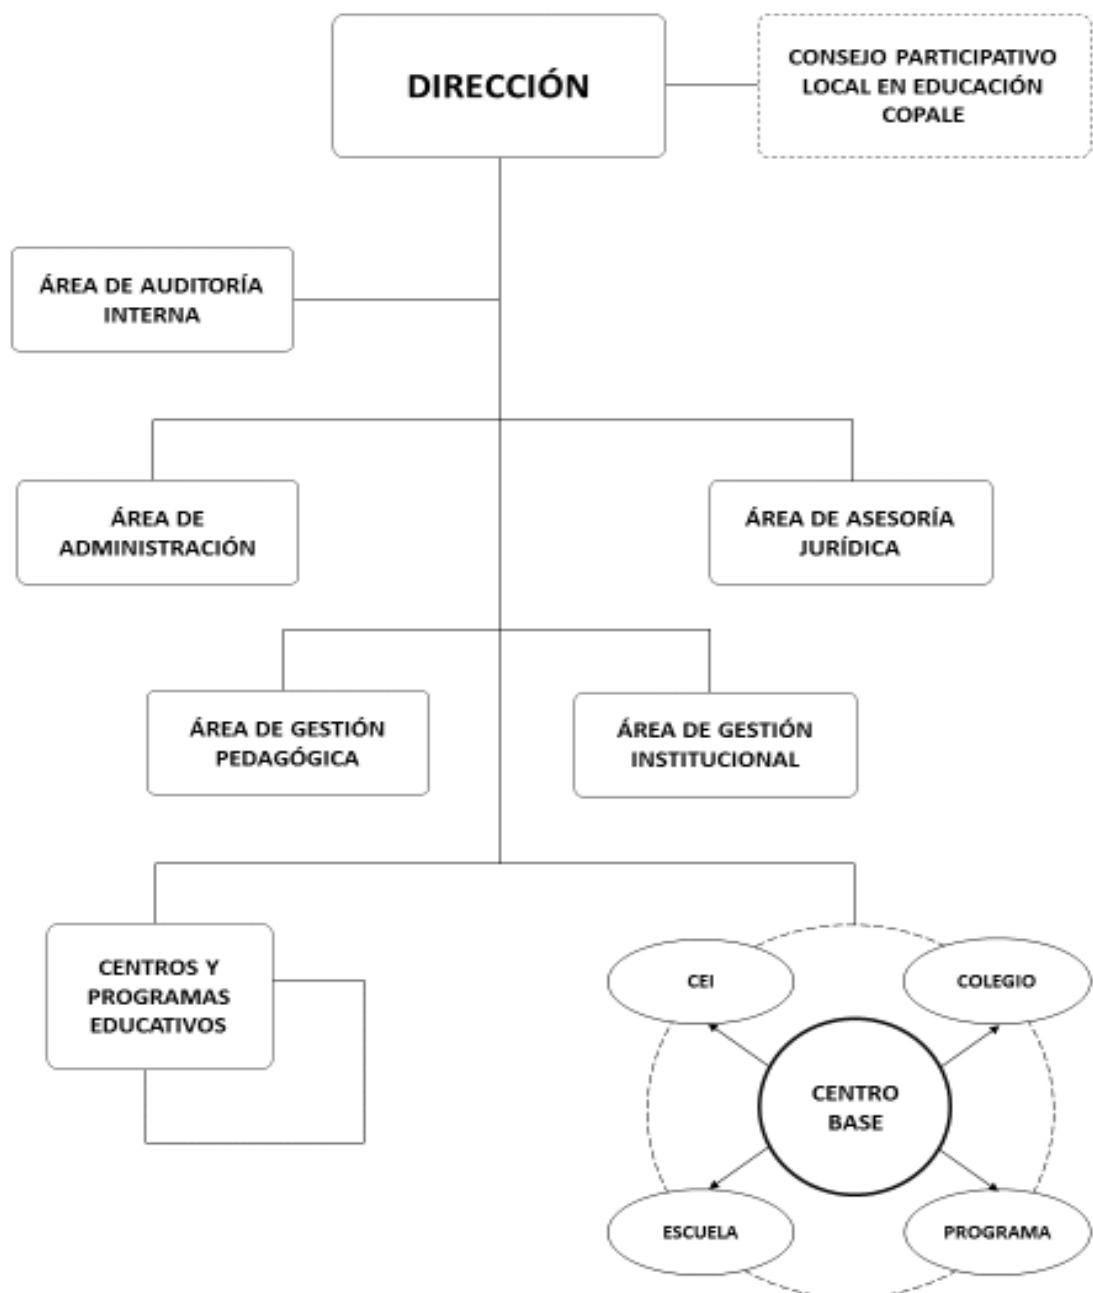 DIRECCIÓN
CONSEJO PARTICIPATIVO
LOCAL EN EDUCACIÓN
COPALE
ÁREA DE AUDITORÍA
INTERNA
ÁREA DE
ADMINISTRACIÓN
ÁREA DE ASESORÍA
JURÍDICA
ÁREA DE GESTIÓN
PEDAGÓGICA
ÁREA DE GESTIÓN
INSTITUCIONAL
CENTROS Y
PROGRAMAS
EDUCATIVOS
CEI
COLEGIO
CENTRO
BASE
ESCUELA
PROGRAMA